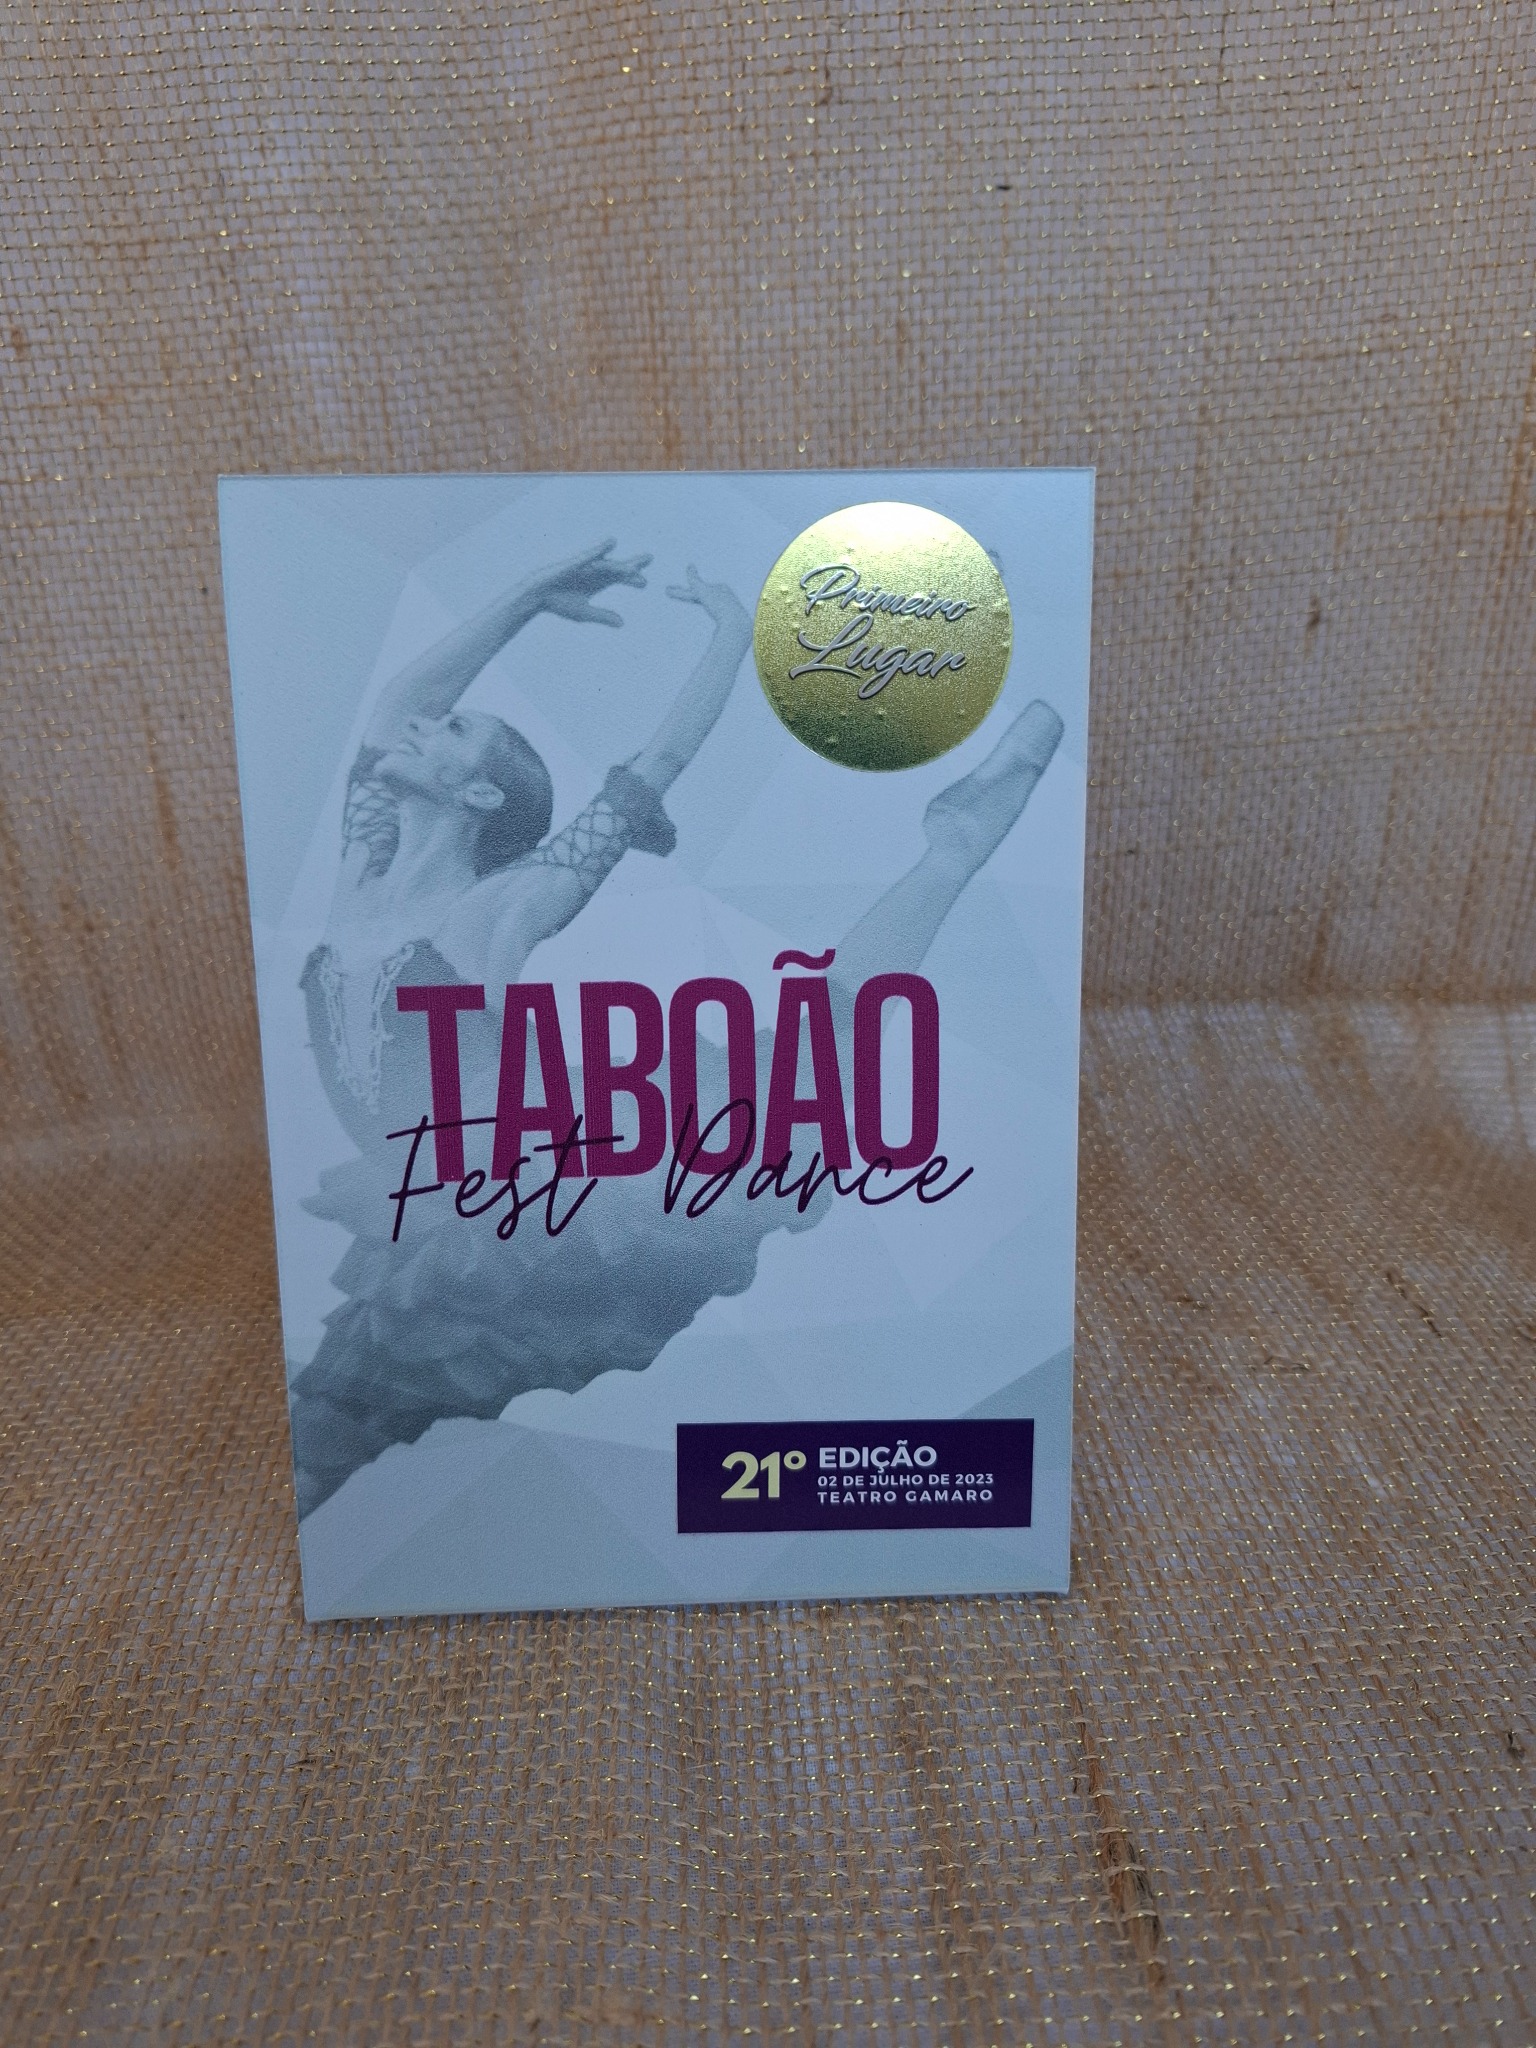 Primeiro
Lugar
TABOÃO
Fest Dance
21º EDIÇÃO
02 DE JULHO DE 2023
TEATRO GAMARO